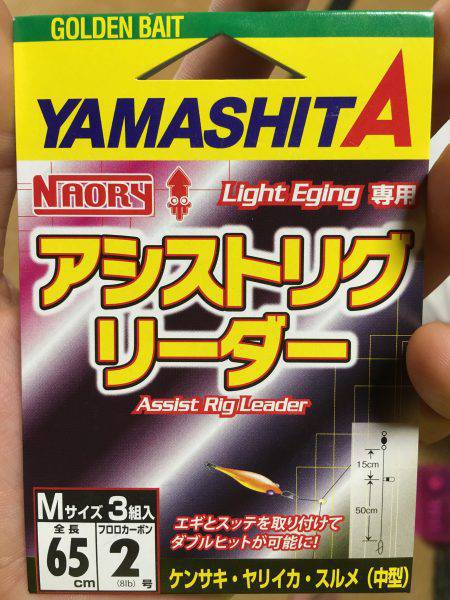 GOLDEN BAIT
YAMASHITA
NAORY
Light Eging 専用
アシストリグ
リーダー
Assist Rig Leader
15cm
50cm
Mサイズ 3組入
全長
65cm
フロロカーボン
2号
(8lb)
エギとスッテを取り付けて
ダブルヒットが可能に!
ケンサキ・ヤリイカ・スルメ(中型)